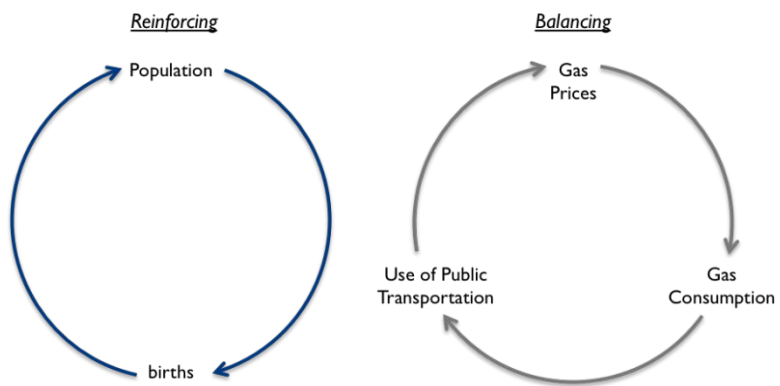 Reinforcing
Population
births
Balancing
Gas
Prices
Gas
Consumption
Use of Public
Transportation